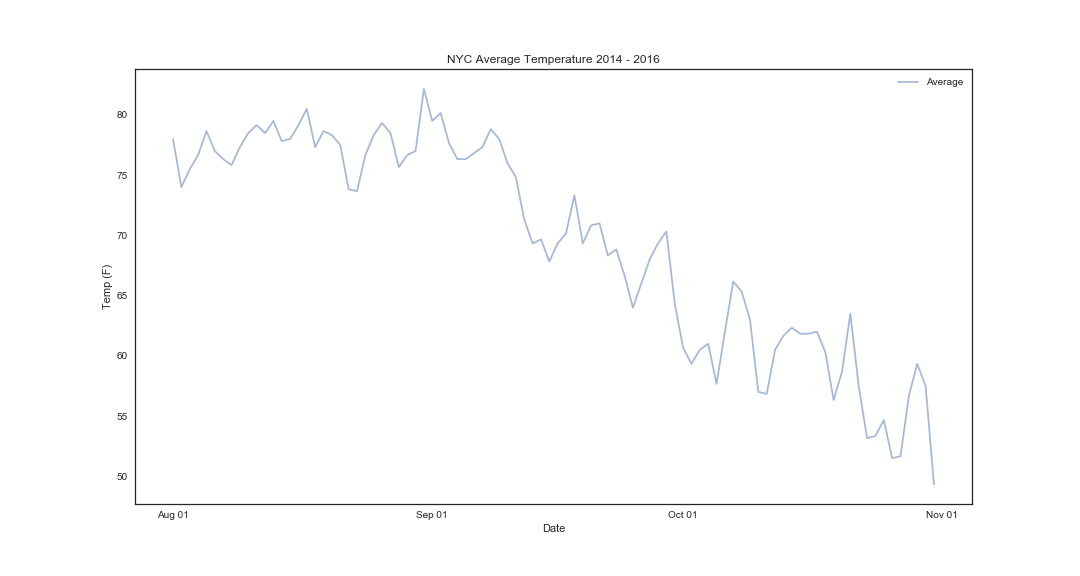 NYC Average Temperature 2014 - 2016
Average
80
75
70
65
60
55
50
Temp (F)
Aug 01 Sep 01 Oct 01 Nov 01
Date